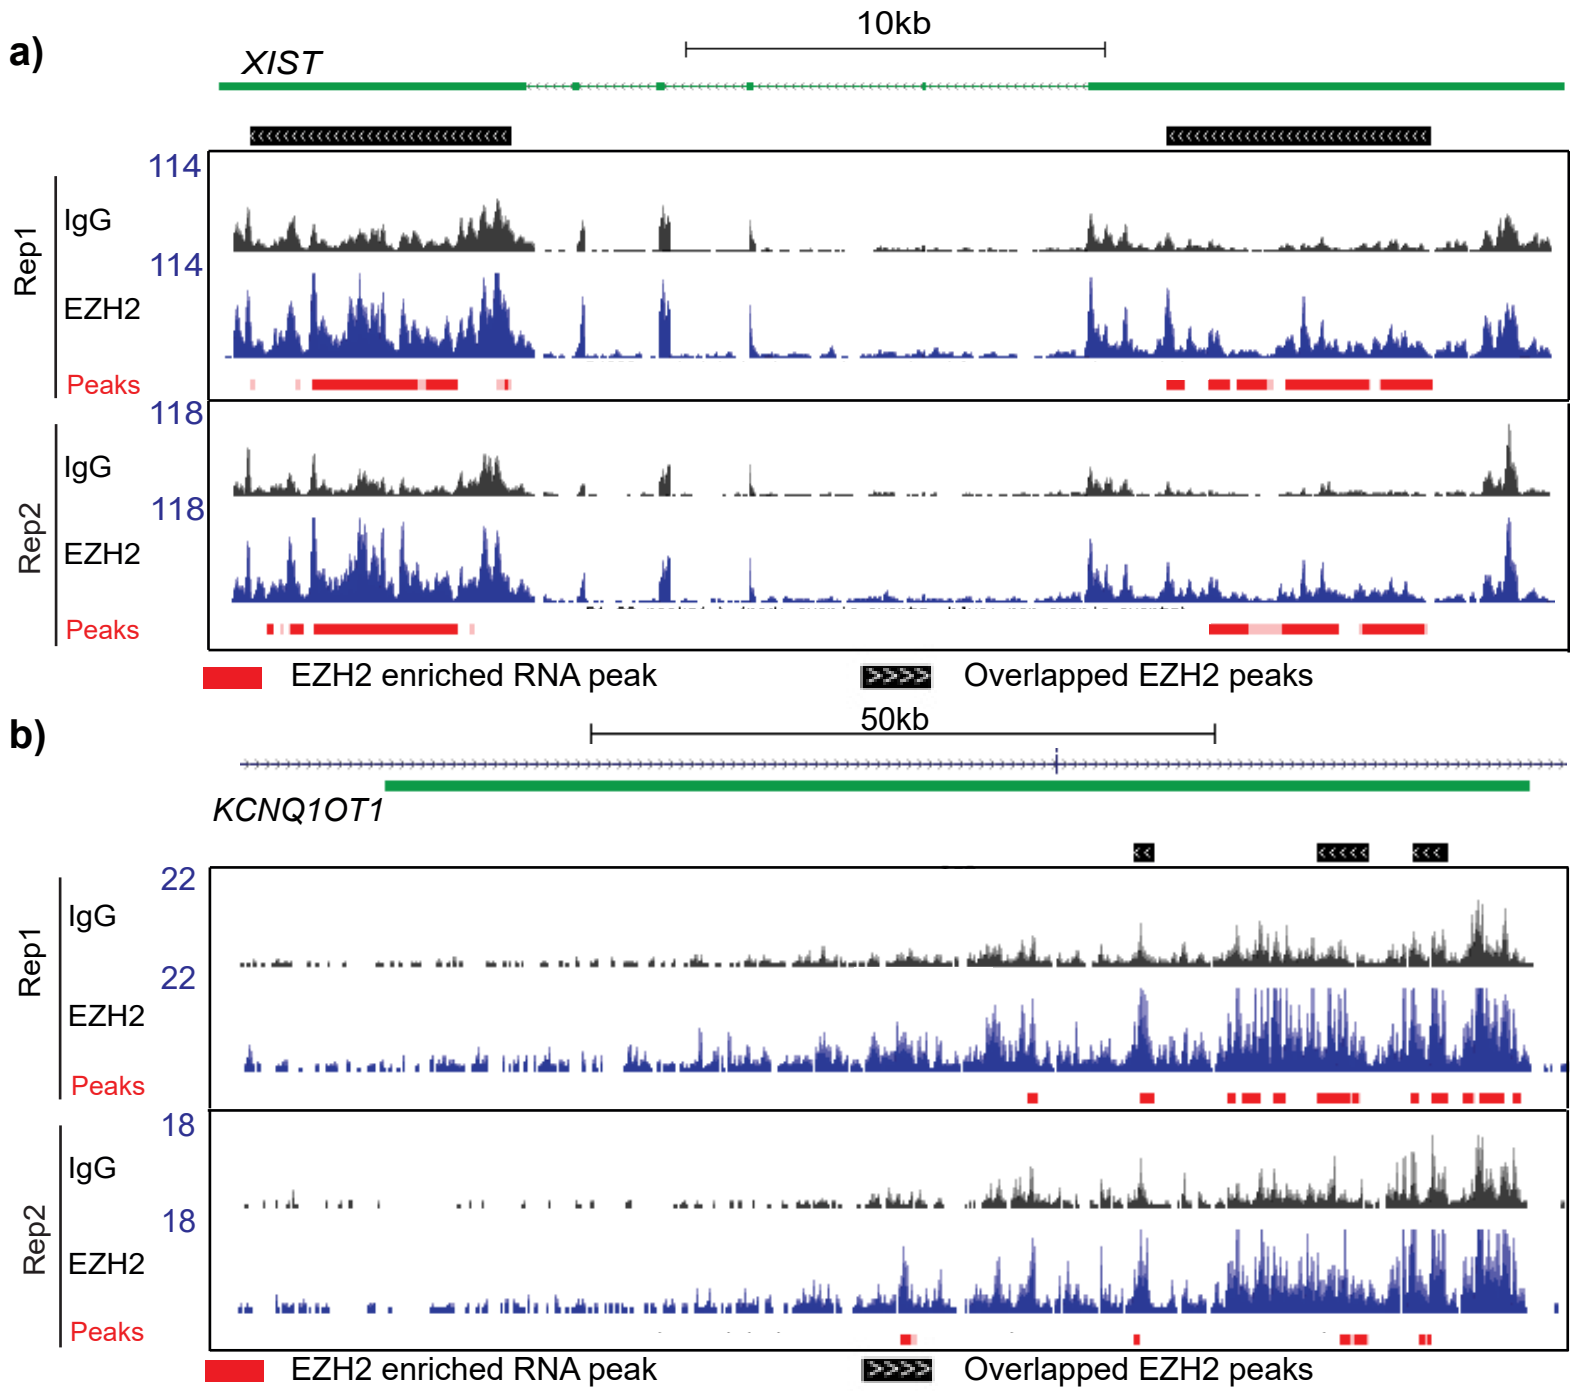 a)
10kb
XIST
114
IgG
114
Rep1
EZH2
Peaks
118
IgG
118
Rep2
EZH2
Peaks
EZH2 enriched RNA peak
Overlapped EZH2 peaks
b)
50kb
KCNQ1OT1
22
IgG
22
Rep1
EZH2
Peaks
18
IgG
18
Rep2
EZH2
Peaks
EZH2 enriched RNA peak
Overlapped EZH2 peaks